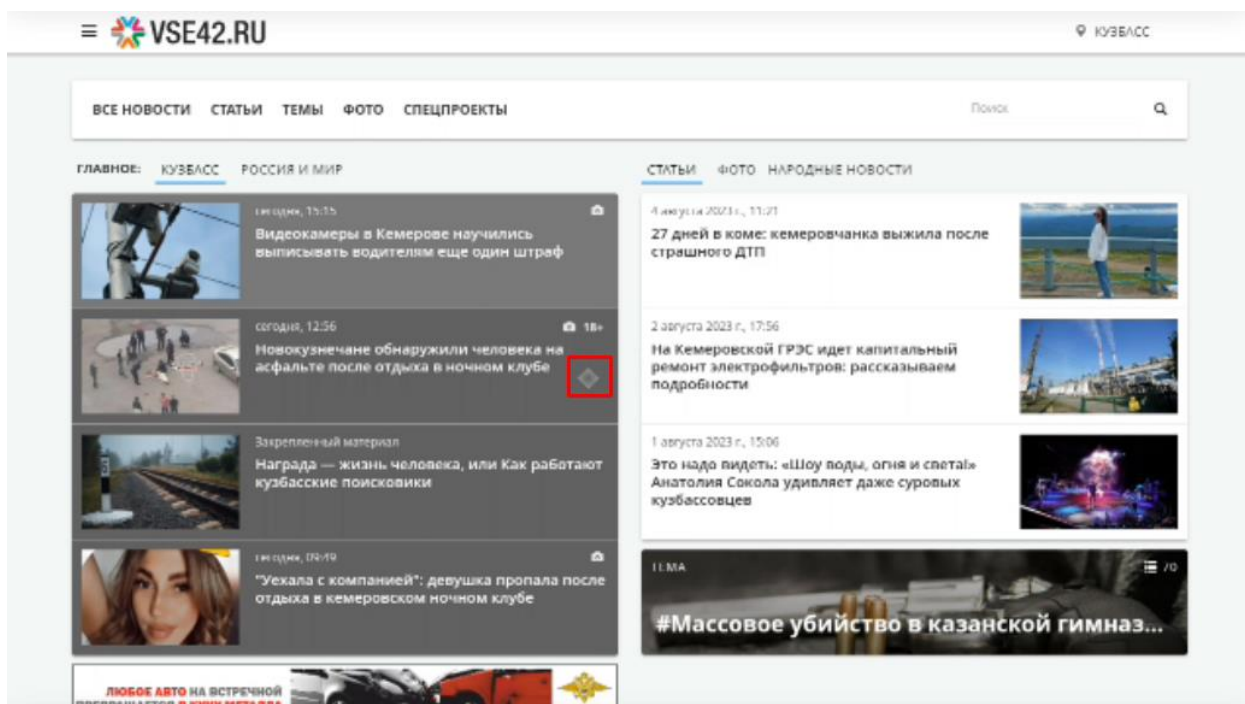 VSE42.RU
КУЗБАСС
ВСЕ НОВОСТИ СТАТЬИ ТЕМЫ ФОТО СПЕЦПРОЕКТЫ
Поиск
ГЛАВНОЕ: КУЗБАСС РОССИЯ И МИР
сегодня, 15:15
Видеокамеры в Кемерове научились
выписывать водителям еще один штраф
сегодня, 12:56
18+
Новокузнечане обнаружили человека на
асфальте после отдыха в ночном клубе
Закрепленный материал
Награда — жизнь человека, или Как работают
кузбасские поисковики
сегодня, 09:49
"Уехала с компанией": девушка пропала после
отдыха в кемеровском ночном клубе
ЛЮБОЕ АВТО НА ВСТРЕЧНОЙ
ПРЕВРАЩАЕТСЯ В КУЧУ МЕТАЛЛА
СТАТЬИ ФОТО НАРОДНЫЕ НОВОСТИ
4 августа 2023 г., 11:21
27 дней в коме: кемеровчанка выжила после
страшного ДТП
2 августа 2023 г., 17:56
На Кемеровской ГРЭС идет капитальный
ремонт электрофильтров: рассказываем
подробности
1 августа 2023 г., 15:06
Это надо видеть: «Шоу воды, огня и света!»
Анатолия Сокола удивляет даже суровых
кузбассовцев
ТЕМА
70
#Массовое убийство в казанской гимназ...